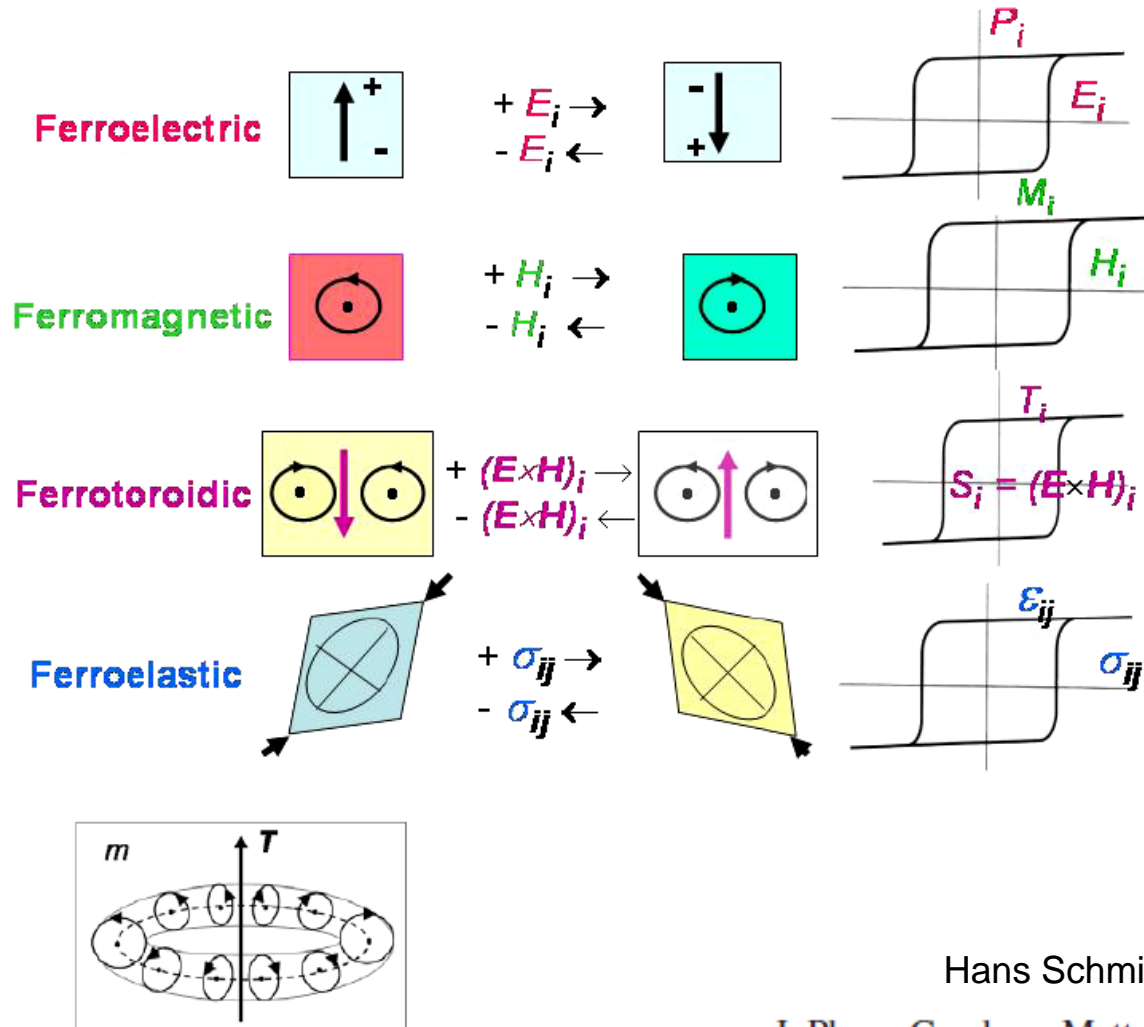 P_i
Ferroelectric
+
-
+ E_i →
- E_i ←
-
+
E_i
M_i
Ferromagnetic
+ H_i →
- H_i ←
H_i
T_i
Ferrotoroidic
+ (E×H)_i →
- (E×H)_i ←
S_i = (E×H)_i
ε_ij
Ferroelastic
+ σ_ij →
- σ_ij ←
σ_ij
m
T
Hans Schmi